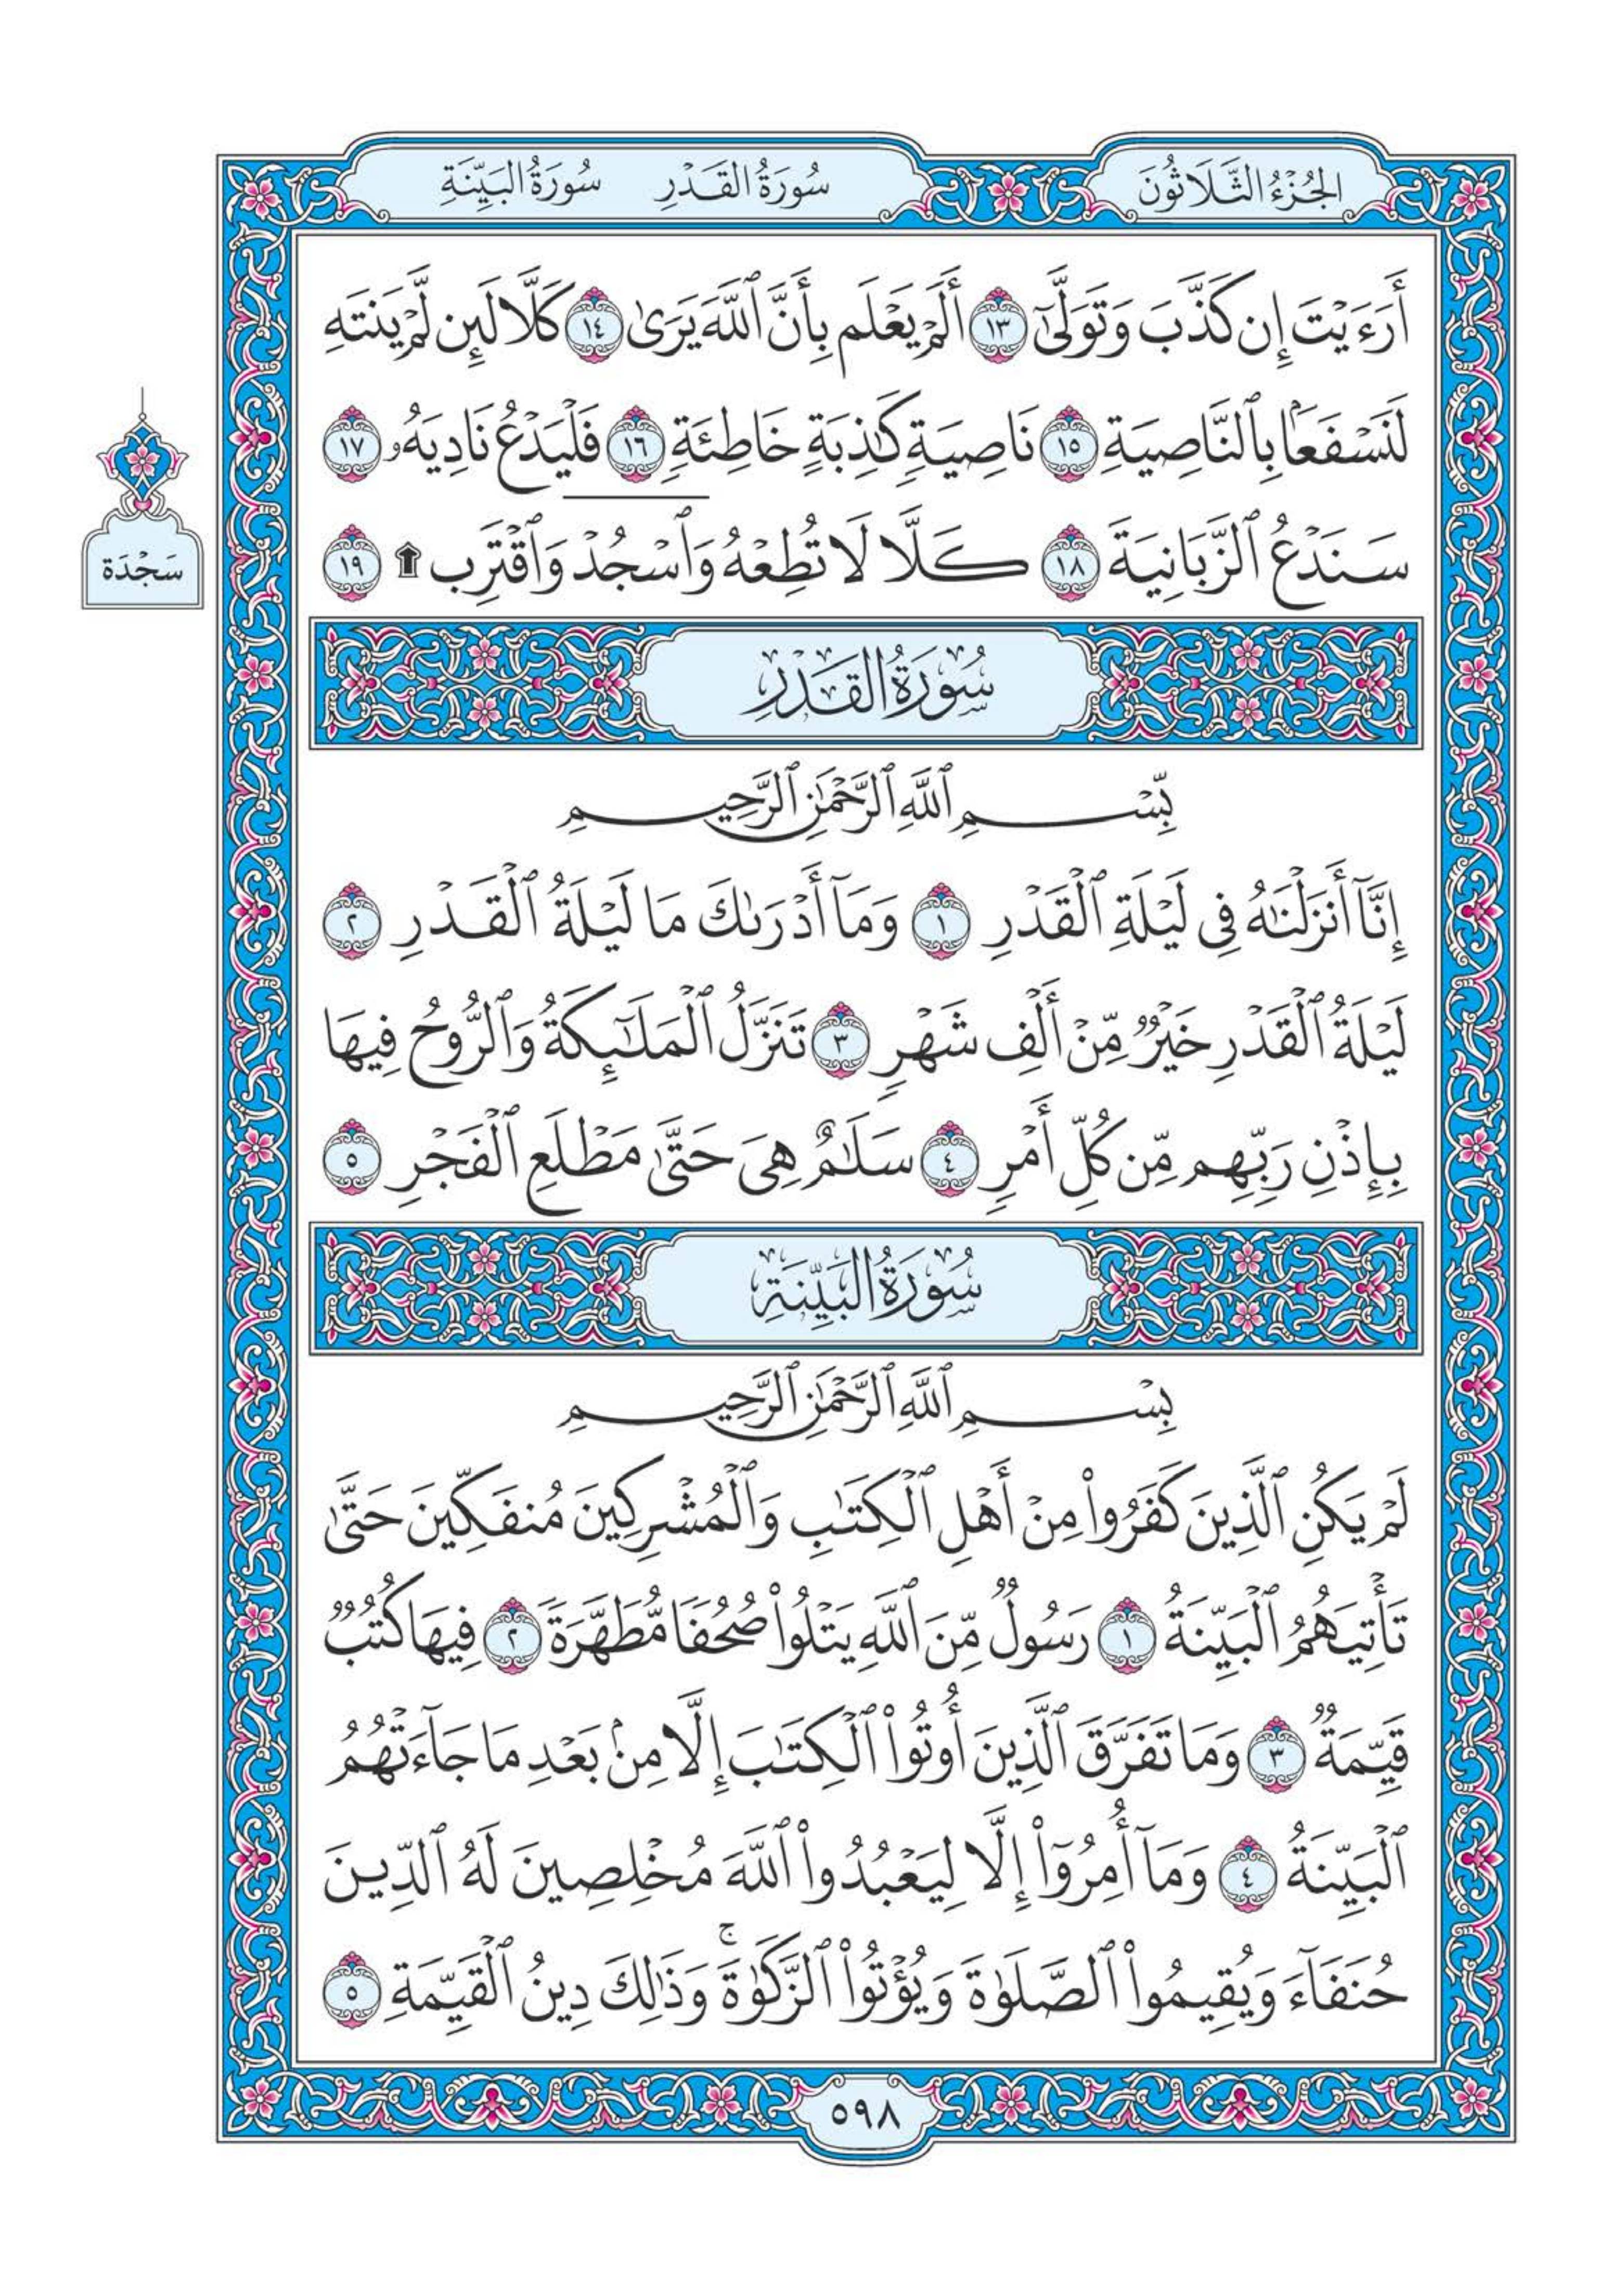 الجُزْءُ الثَّلَاثُونَ سُورَةُ القَدْرِ سُورَةُ البَيِّنَةِ
أَرَءَيْتَ إِن كَذَّبَ وَتَوَلَّىٰٓ ١٣ أَلَمْ يَعْلَم بِأَنَّ ٱللَّهَ يَرَىٰ ١٤ كَلَّا لَئِن لَّمْ يَنتَهِ
لَنَسْفَعًۢا بِٱلنَّاصِيَةِ ١٥ نَاصِيَةٍ كَٰذِبَةٍ خَاطِئَةٍ ١٦ فَلْيَدْعُ نَادِيَهُۥ ١٧
سَنَدْعُ ٱلزَّبَانِيَةَ ١٨ كَلَّا لَا تُطِعْهُ وَٱسْجُدْ وَٱقْتَرِب ۩ ١٩
سَجْدَة
سُورَةُ القَدْرِ
بِّسْمِ ٱللَّهِ ٱلرَّحْمَٰنِ ٱلرَّحِيمِ
إِنَّآ أَنزَلْنَٰهُ فِى لَيْلَةِ ٱلْقَدْرِ ١ وَمَآ أَدْرَىٰكَ مَا لَيْلَةُ ٱلْقَدْرِ ٢
لَيْلَةُ ٱلْقَدْرِ خَيْرٌ مِّنْ أَلْفِ شَهْرٍ ٣ تَنَزَّلُ ٱلْمَلَٰٓئِكَةُ وَٱلرُّوحُ فِيهَا
بِإِذْنِ رَبِّهِم مِّن كُلِّ أَمْرٍ ٤ سَلَٰمٌ هِىَ حَتَّىٰ مَطْلَعِ ٱلْفَجْرِ ٥
سُورَةُ البَيِّنَةِ
بِسْمِ ٱللَّهِ ٱلرَّحْمَٰنِ ٱلرَّحِيمِ
لَمْ يَكُنِ ٱلَّذِينَ كَفَرُوا۟ مِنْ أَهْلِ ٱلْكِتَٰبِ وَٱلْمُشْرِكِينَ مُنفَكِّينَ حَتَّىٰ
تَأْتِيَهُمُ ٱلْبَيِّنَةُ ١ رَسُولٌ مِّنَ ٱللَّهِ يَتْلُوا۟ صُحُفًا مُّطَهَّرَةً ٢ فِيهَا كُتُبٌ
قَيِّمَةٌ ٣ وَمَا تَفَرَّقَ ٱلَّذِينَ أُوتُوا۟ ٱلْكِتَٰبَ إِلَّا مِنۢ بَعْدِ مَا جَآءَتْهُمُ
ٱلْبَيِّنَةُ ٤ وَمَآ أُمِرُوٓا۟ إِلَّا لِيَعْبُدُوا۟ ٱللَّهَ مُخْلِصِينَ لَهُ ٱلدِّينَ
حُنَفَآءَ وَيُقِيمُوا۟ ٱلصَّلَوٰةَ وَيُؤْتُوا۟ ٱلزَّكَوٰةَ ۚ وَذَٰلِكَ دِينُ ٱلْقَيِّمَةِ ٥
٥٩٨